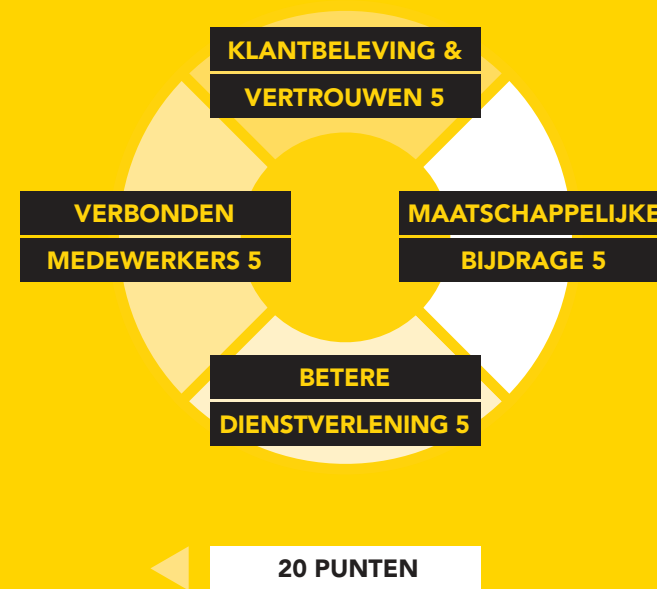 KLANTBELEVING &
VERTROUWEN 5
VERBONDEN
MEDEWERKERS 5
MAATSCHAPPELIJKE
BIJDRAGE 5
BETERE
DIENSTVERLENING 5
20 PUNTEN